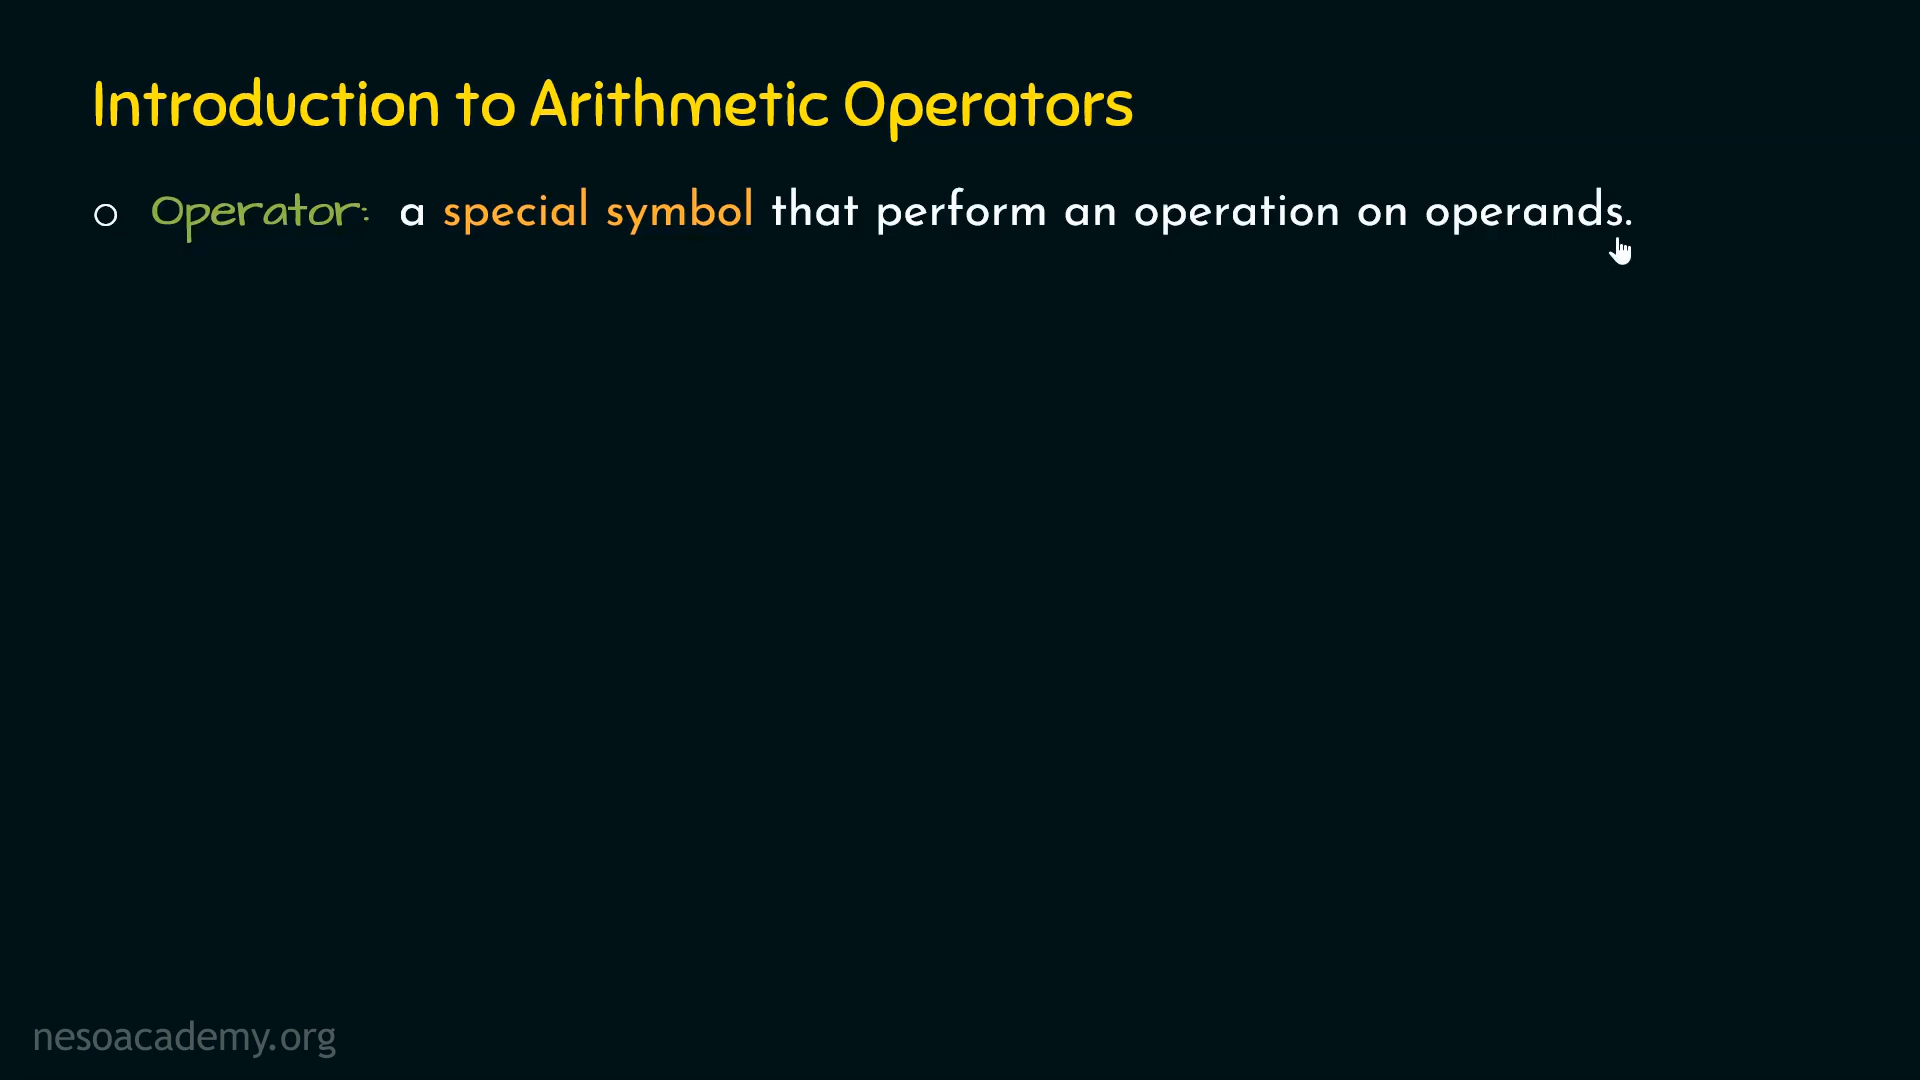 Introduction to Arithmetic Operators
Operator: a special symbol that perform an operation on operands.
nesoacademy.org